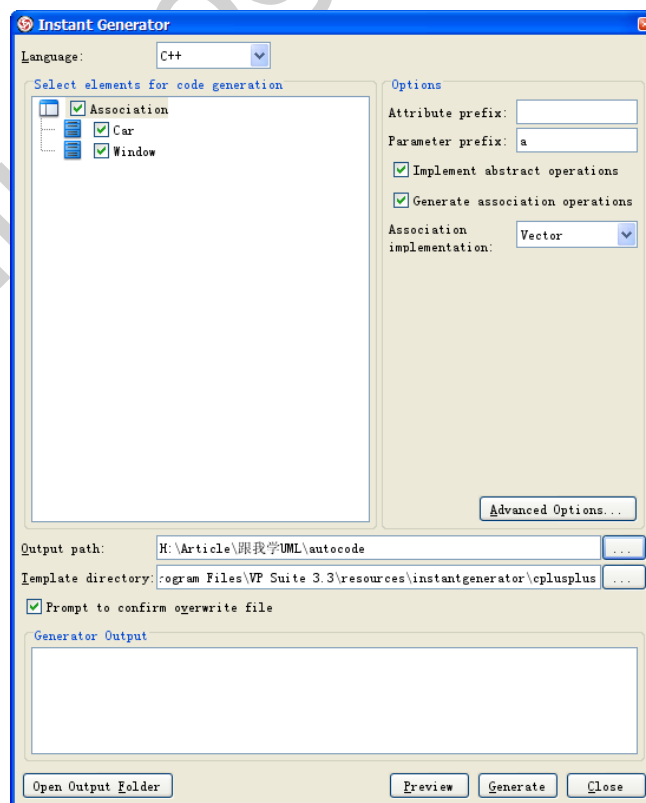 Instant Generator
Language: C++
Select elements for code generation
Association
Car
Window
Options
Attribute prefix:
Parameter prefix: a
Implement abstract operations
Generate association operations
Association implementation: Vector
Advanced Options...
Output path: H:\Article\跟我学UML\autocode
...
Template directory: rogram Files\VP Suite 3.3\resources\instantgenerator\cplusplus
...
Prompt to confirm overwrite file
Generator Output
Open Output Folder
Preview
Generate
Close